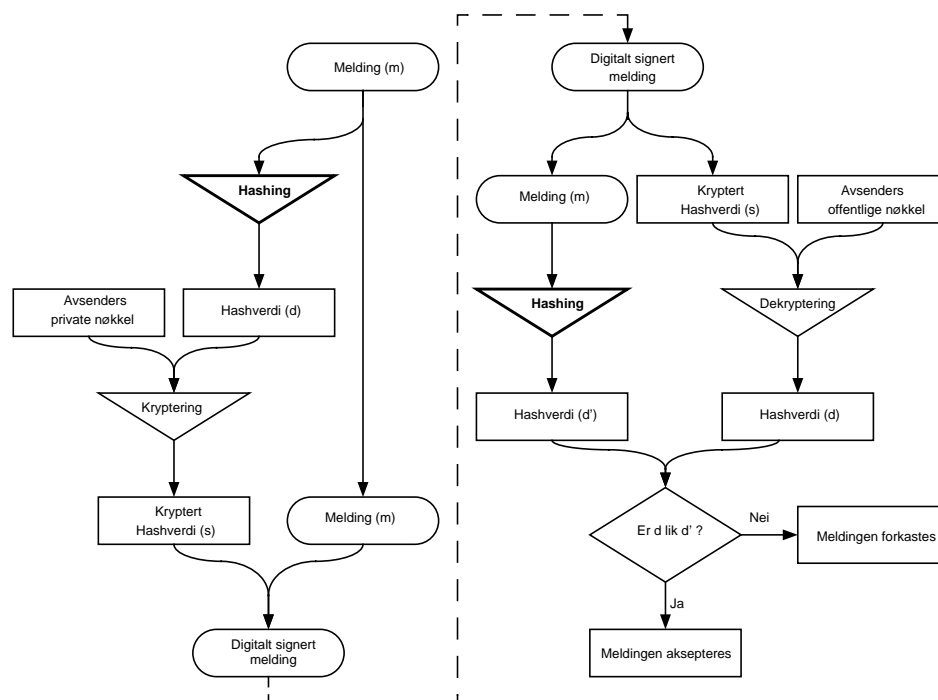 Melding (m)
Hashing
Avsenders
private nøkkel
Hashverdi (d)
Kryptering
Kryptert
Hashverdi (s)
Melding (m)
Digitalt signert
melding
Digitalt signert
melding
Melding (m)
Kryptert
Hashverdi (s)
Avsenders
offentlige nøkkel
Hashing
Dekryptering
Hashverdi (d')
Hashverdi (d)
Er d lik d' ?
Nei
Meldingen forkastes
Ja
Meldingen aksepteres